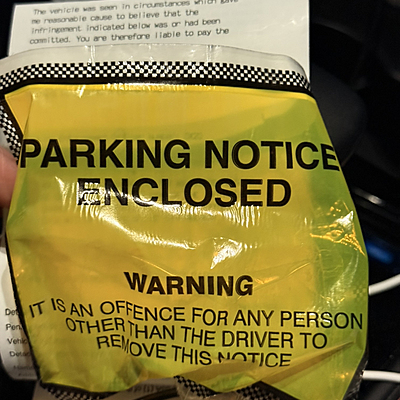 The vehicle was seen in circumstances which gave
me reasonable cause to believe that the
infringement indicated below was or had been
committed. You are therefore liable to pay the
PARKING NOTICE
ENCLOSED
WARNING
IT IS AN OFFENCE FOR ANY PERSON
OTHER THAN THE DRIVER TO
REMOVE THIS NOTICE